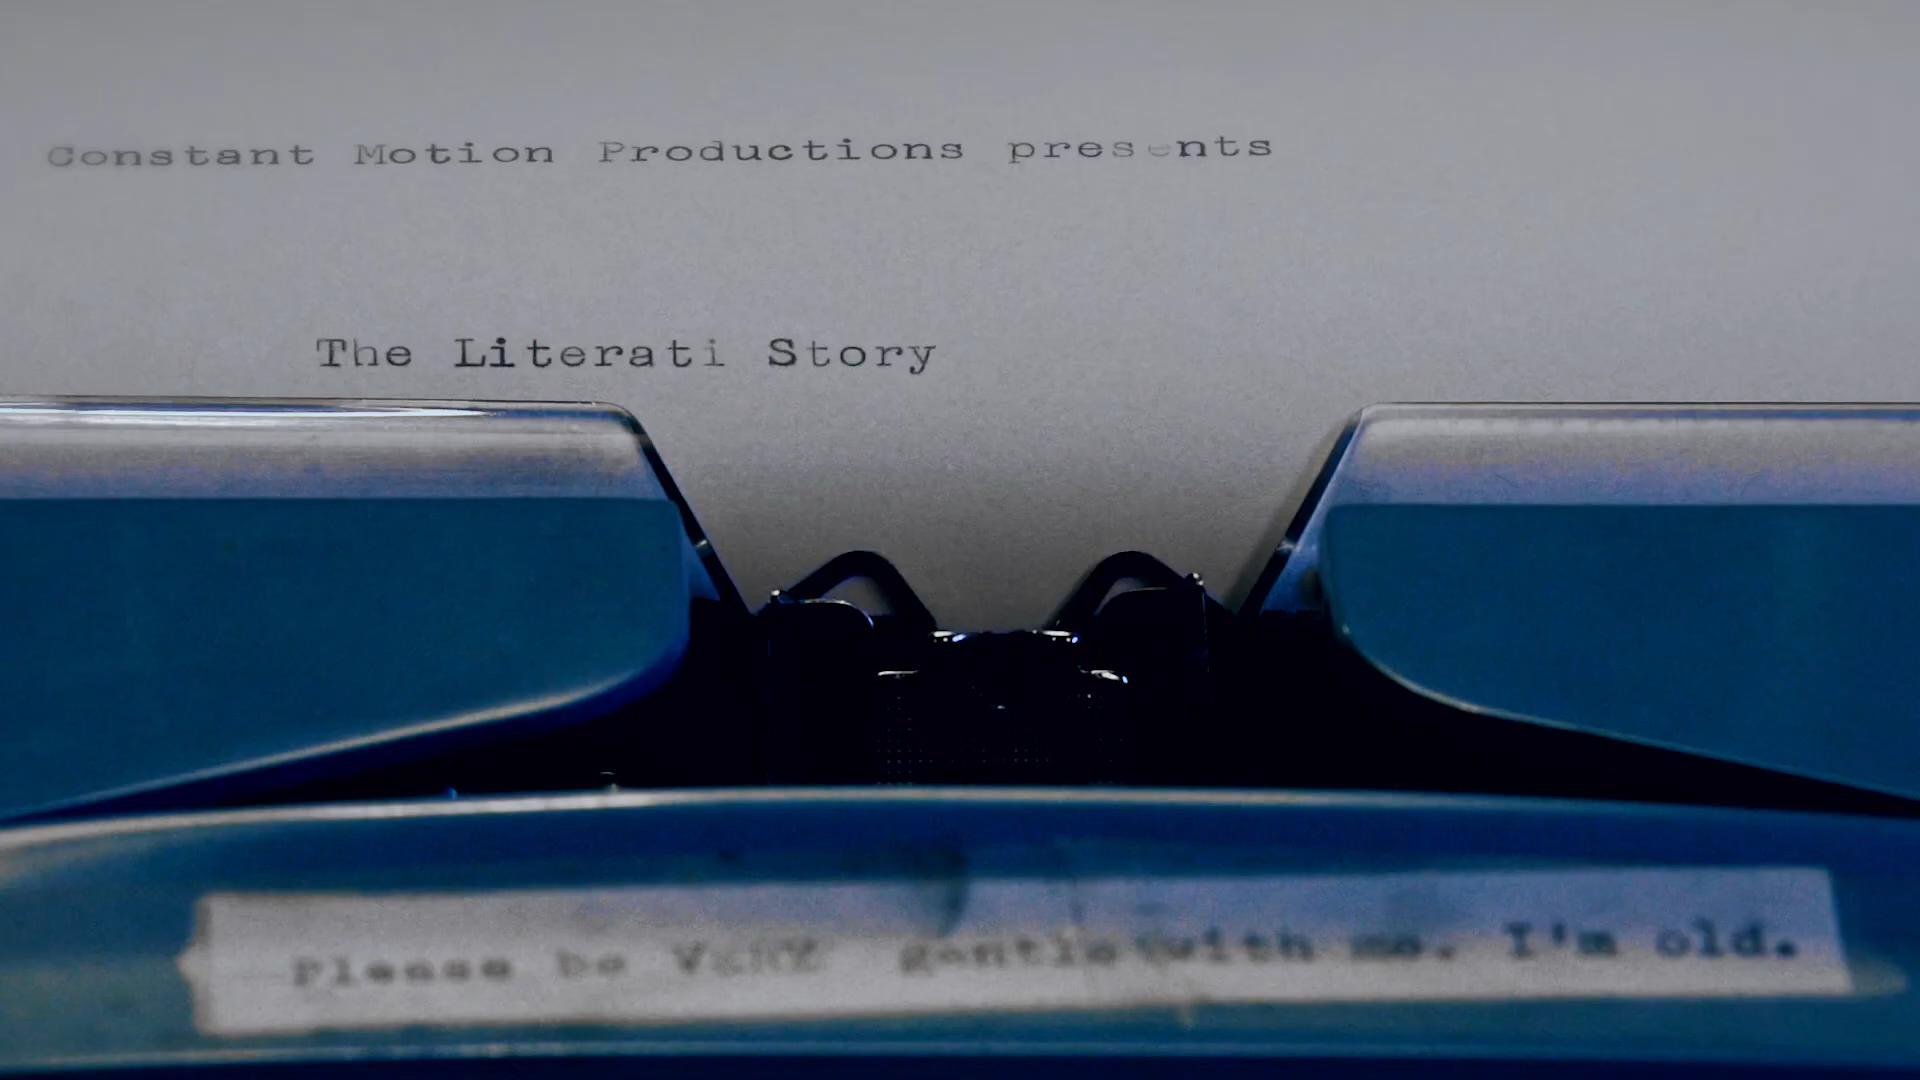 Constant Motion Productions presents
The Literati Story
Please be VERY gentle with me. I'm old.